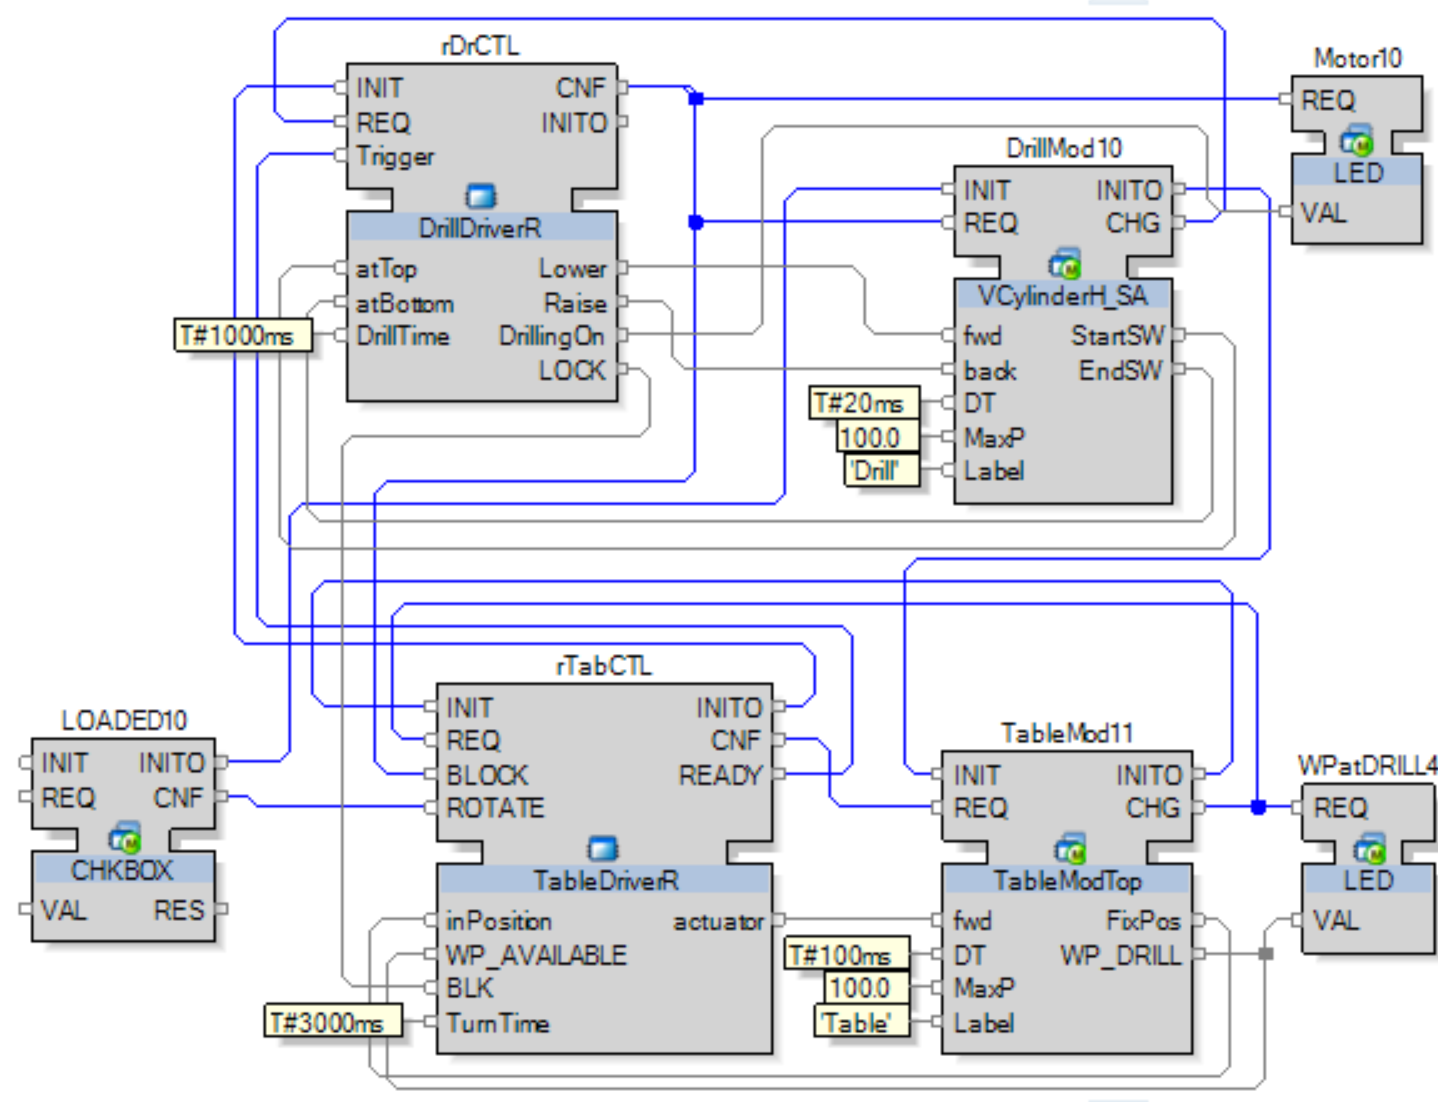 rDrCTL
INIT CNF
REQ INITO
Trigger
DrillDriverR
atTop Lower
atBottom Raise
T#1000ms DrillTime DrillingOn
LOCK
Motor10
REQ
LED
VAL
DrillMod10
INIT INITO
REQ CHG
VCylinderH_SA
fwd StartSW
back EndSW
T#20ms DT
100.0 MaxP
'Drill' Label
rTabCTL
INIT INITO
REQ CNF
BLOCK READY
ROTATE
TableDriverR
inPosition actuator
WP_AVAILABLE
BLK
T#3000ms TurnTime
LOADED10
INIT INITO
REQ CNF
CHKBOX
VAL RES
TableMod11
INIT INITO
REQ CHG
TableModTop
fwd FixPos
T#100ms DT WP_DRILL
100.0 MaxP
'Table' Label
WPatDRILL4
REQ
LED
VAL